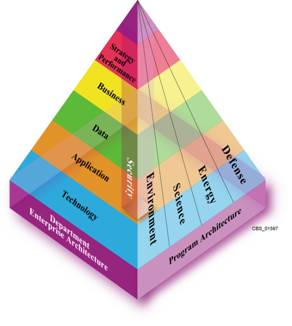 Strategy
and
Performance
Business
Data
Application
Technology
Security
Environment
Science
Energy
Defense
Department
Enterprise Architecture
Program Architecture
CBS_01567